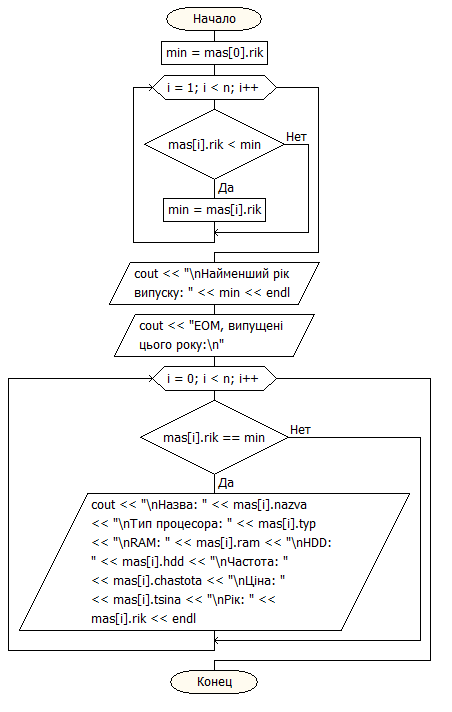 Начало
min = mas[0].rik
i = 1; i < n; i++
mas[i].rik < min
Нет
Да
min = mas[i].rik
cout << "\nНайменший рік
випуску: " << min << endl
cout << "ЕОМ, випущені
цього року:\n"
i = 0; i < n; i++
mas[i].rik == min
Нет
Да
cout << "\nНазва: " << mas[i].nazva
<< "\nТип процесора: " << mas[i].typ
<< "\nRAM: " << mas[i].ram << "\nHDD:
" << mas[i].hdd << "\nЧастота: "
<< mas[i].chastota << "\nЦіна: "
<< mas[i].tsina << "\nРік: " <<
mas[i].rik << endl
Конец